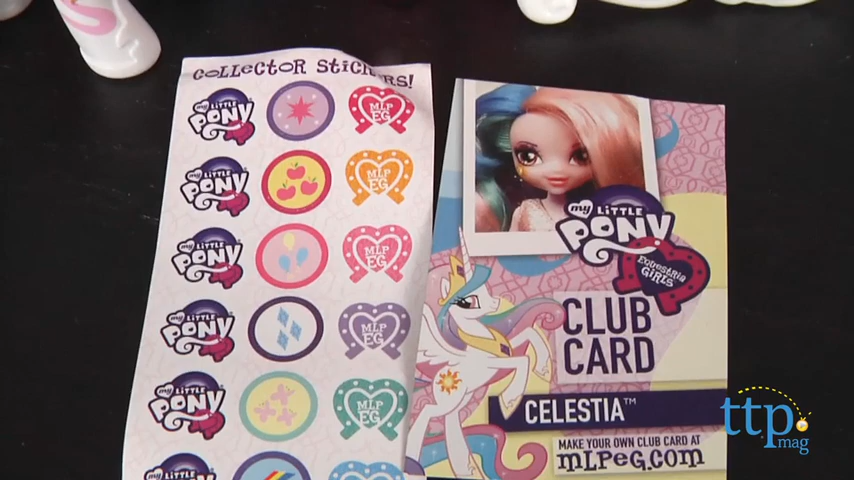 COLLECTOR STICKERS!
my LiTTLE PONY
MLP EG
my LiTTLE PONY
MLP EG
my LiTTLE PONY
MLP EG
my LiTTLE PONY
MLP EG
my LiTTLE PONY
MLP EG
my LiTTLE
my LiTTLE PONY
EQUESTRIA GIRLS
CLUB
CARD
CELESTIA™
MAKE YOUR OWN CLUB CARD AT
mLPeG.com
ttp
mag